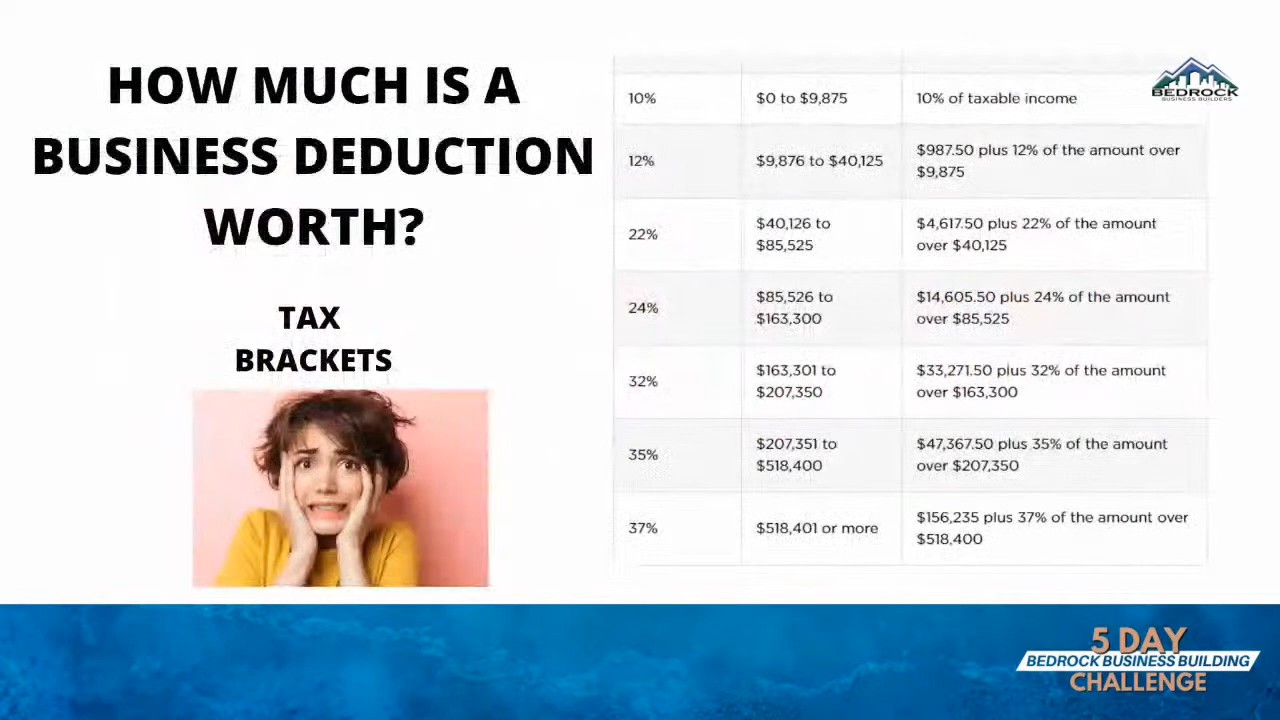 HOW MUCH IS A
BUSINESS DEDUCTION
WORTH?
TAX
BRACKETS
10% $0 to $9,875 10% of taxable income
12% $9,876 to $40,125 $987.50 plus 12% of the amount over
$9,875
22% $40,126 to $4,617.50 plus 22% of the amount
$85,525 over $40,125
24% $85,526 to $14,605.50 plus 24% of the amount
$163,300 over $85,525
32% $163,301 to $33,271.50 plus 32% of the amount
$207,350 over $163,300
35% $207,351 to $47,367.50 plus 35% of the amount
$518,400 over $207,350
37% $518,401 or more $156,235 plus 37% of the amount over
$518,400
BEDROCK
BUSINESS BUILDERS
5 DAY
BEDROCK BUSINESS BUILDING
CHALLENGE